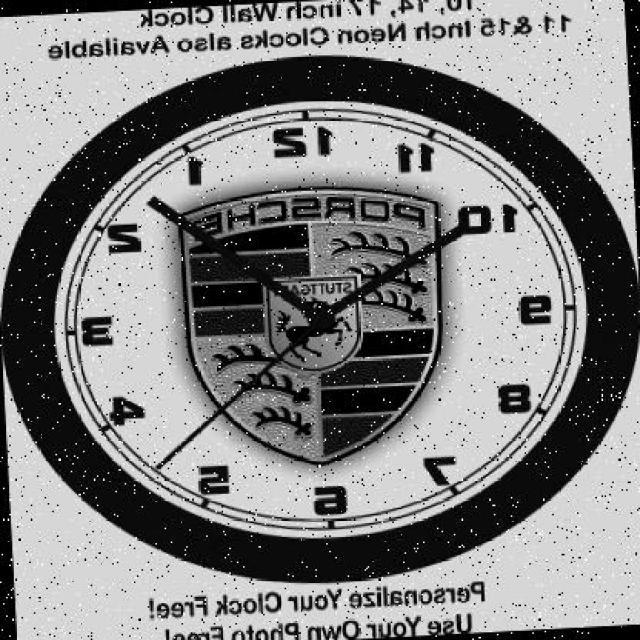 10, 14, 17 inch Wall Clock
11 & 15 Inch Neon Clocks also Available
12
11
1
10
2
PORSCHE
STUTTGA
9
3
8
4
7
5
6
Personalize Your Clock Free!
Use Your Own Photo Free!